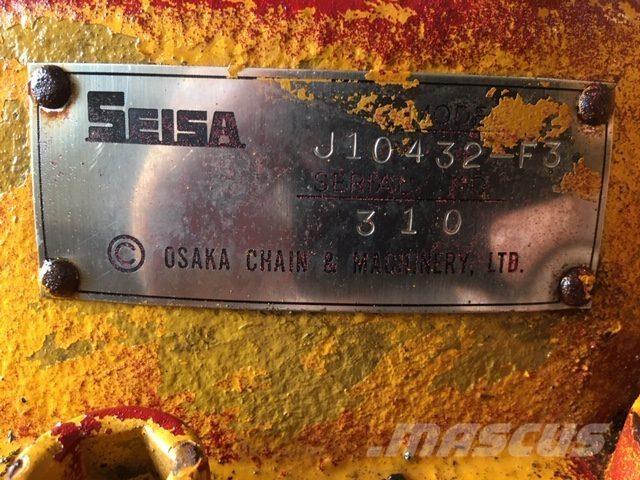 SEISA
MODEL
J10432-F3
SERIAL NO.
310
© OSAKA CHAIN & MACHINERY, LTD.
MASCUS